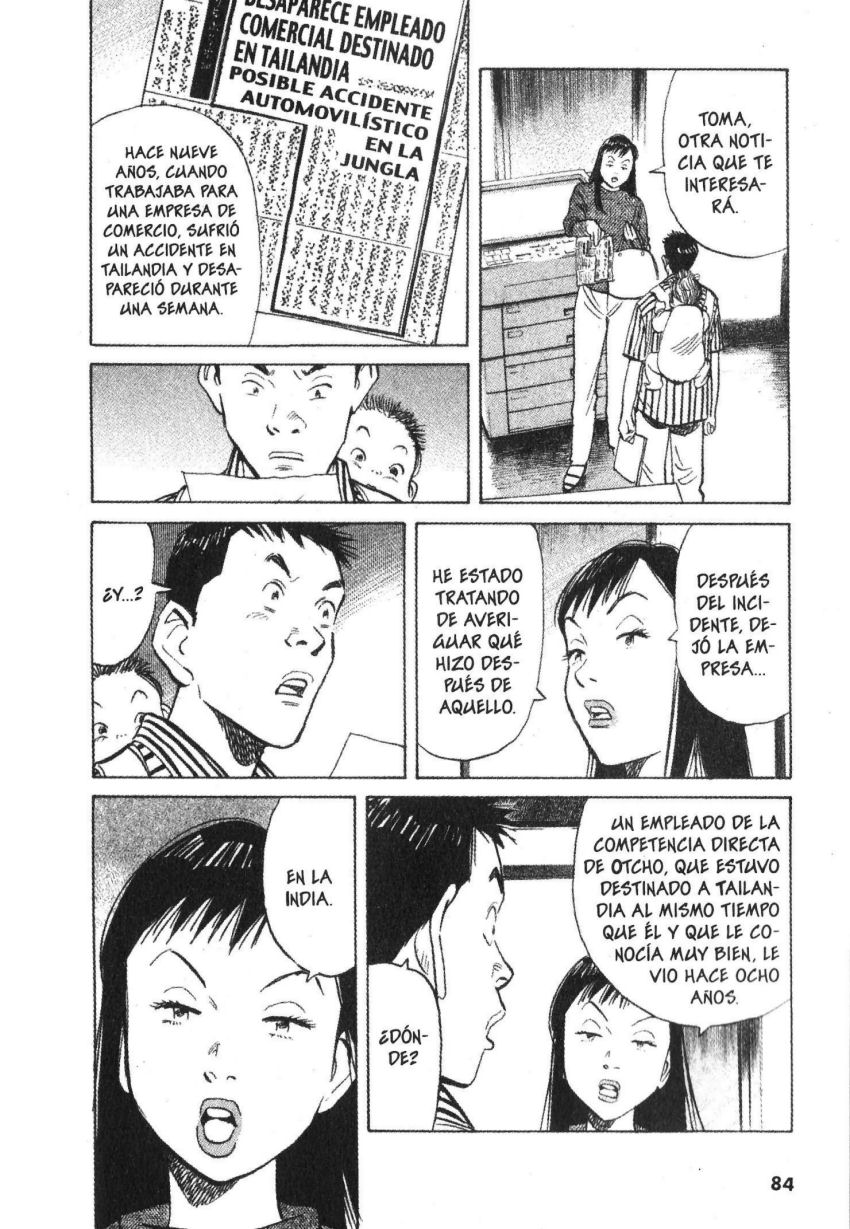 TOMA,
OTRA NOTI-
CIA QUE TE
INTERESA-
RÁ.
DESAPARECE EMPLEADO
COMERCIAL DESTINADO
EN TAILANDIA
POSIBLE ACCIDENTE
AUTOMOVILÍSTICO
EN LA
JUNGLA
HACE NUEVE
AÑOS, CUANDO
TRABAJABA PARA
UNA EMPRESA DE
COMERCIO, SUFRIÓ
UN ACCIDENTE EN
TAILANDIA Y DESA-
PARECIÓ DURANTE
UNA SEMANA.
DESPUÉS
DEL INCI-
DENTE, DE-
JÓ LA EM-
PRESA...
HE ESTADO
TRATANDO
DE AVERI-
GUAR QUÉ
HIZO DES-
PUÉS DE
AQUELLO.
¿Y...?
UN EMPLEADO DE LA
COMPETENCIA DIRECTA
DE OTCHO, QUE ESTUVO
DESTINADO A TAILAN-
DIA AL MISMO TIEMPO
QUE ÉL Y QUE LE CO-
NOCÍA MUY BIEN, LE
VIO HACE OCHO
AÑOS.
¿DÓN-
DE?
EN LA
INDIA.
84